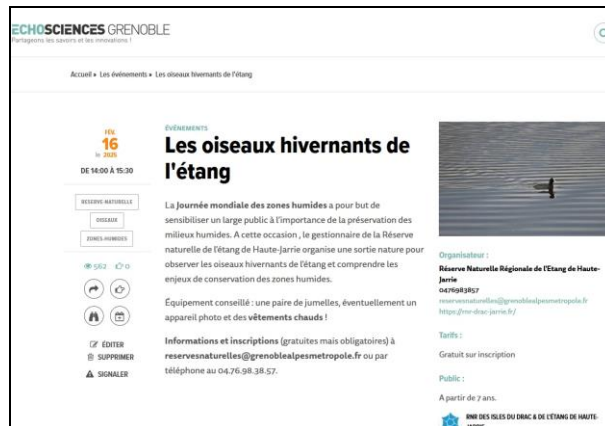 ECHOSCIENCES GRENOBLE
Partageons les savoirs et les innovations !
Accueil • Les événements • Les oiseaux hivernants de l'étang
FÉV.
16
le 2025
DE 14:00 À 15:30
RESERVE-NATURELLE
OISEAUX
ZONES-HUMIDES
562 0
ÉDITER
SUPPRIMER
SIGNALER
ÉVÉNEMENTS
Les oiseaux hivernants de
l'étang
La Journée mondiale des zones humides a pour but de
sensibiliser un large public à l'importance de la préservation des
milieux humides. A cette occasion , le gestionnaire de la Réserve
naturelle de l'étang de Haute-Jarrie organise une sortie nature pour
observer les oiseaux hivernants de l'étang et comprendre les
enjeux de conservation des zones humides.
Équipement conseillé : une paire de jumelles, éventuellement un
appareil photo et des vêtements chauds !
Informations et inscriptions (gratuites mais obligatoires) à
reservesnaturelles@grenoblealpesmetropole.fr ou par
téléphone au 04.76.98.38.57.
Organisateur :
Réserve Naturelle Régionale de l'Etang de Haute-
Jarrie
0476983857
reservesnaturelles@grenoblealpesmetropole.fr
https://rnr-drac-jarrie.fr/
Tarifs :
Gratuit sur inscription
Public :
A partir de 7 ans.
RNR DES ISLES DU DRAC & DE L'ÉTANG DE HAUTE-
JARRIE